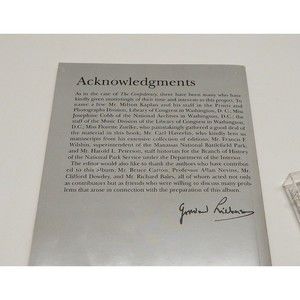 Acknowledgments
As in the case of The Confederacy, there have been many who have
kindly given unstintingly of their time and interests in this project. To
name a few: Mr. Milton Kaplan and his staff in the Prints and
Photographs Division, Library of Congress in Washington, D.C.; Miss
Josephine Cobb of the National Archives in Washington, D.C.; the
staff of the Music Division of the Library of Congress in Washington,
D.C.; Miss Florent Zurlke, who painstakingly gathered a good deal of
the material in this book; Mr. Carl Haverlin, who kindly lent us
manuscripts from his extensive collection of editions; Mr. Francis F.
Wilshin, superintendent of the Manassas National Battlefield Park,
and Mr. Harold L. Peterson, staff historian for the Branch of History
of the National Park Service under the Department of the Interior.
The editor would also like to thank the authors who have contributed
to this album, Mr. Bruce Catton, Professor Allan Nevins, Mr.
Clifford Dowdey, and Mr. Richard Bales, all of whom acted not only
as contributors but as friends who were willing to discuss many problems
that arose in connection with the preparation of this album.
Goddard Lieberson